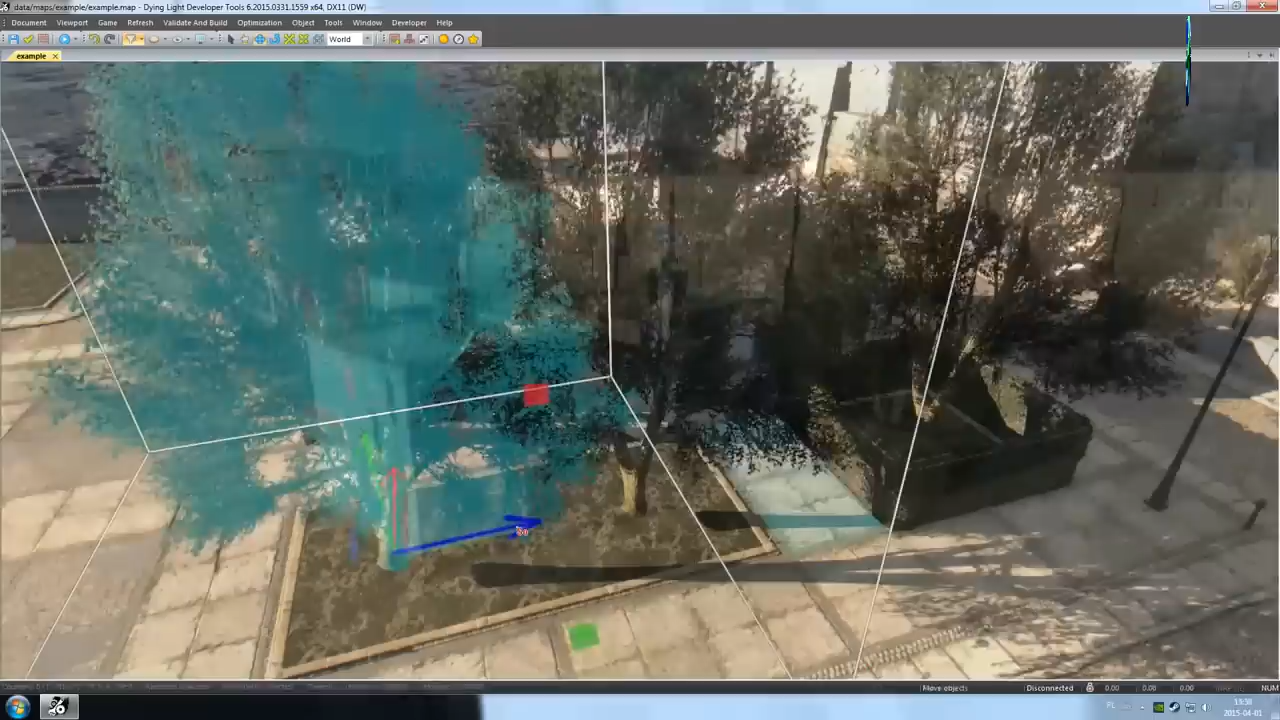 data/maps/example/example.map - Dying Light Developer Tools 6.2015.0331.1559 x64, DX11 (DW)
Document Viewport Game Refresh Validate And Build Optimization Object Tools Window Developer Help
World
example
Move objects Disconnected 0.00 0.00 0.00 NUM
PL
2015-04-01